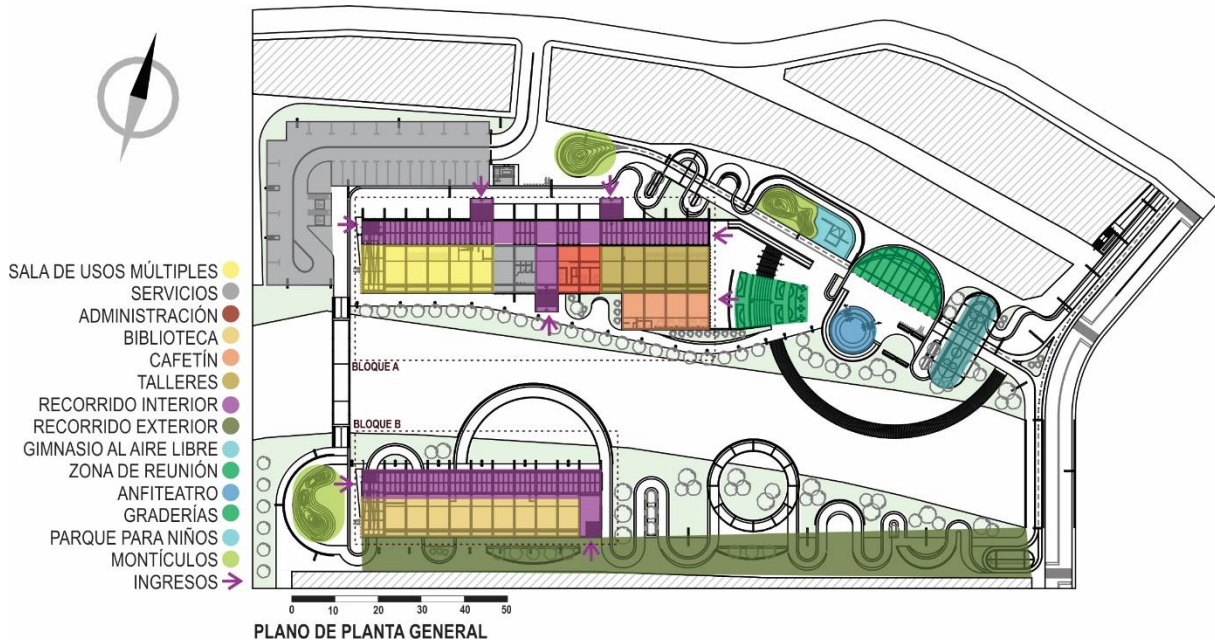 SALA DE USOS MÚLTIPLES
SERVICIOS
ADMINISTRACIÓN
BIBLIOTECA
CAFETÍN
TALLERES
RECORRIDO INTERIOR
RECORRIDO EXTERIOR
GIMNASIO AL AIRE LIBRE
ZONA DE REUNIÓN
ANFITEATRO
GRADERÍAS
PARQUE PARA NIÑOS
MONTÍCULOS
INGRESOS
BLOQUE A
BLOQUE B
0 10 20 30 40 50
PLANO DE PLANTA GENERAL